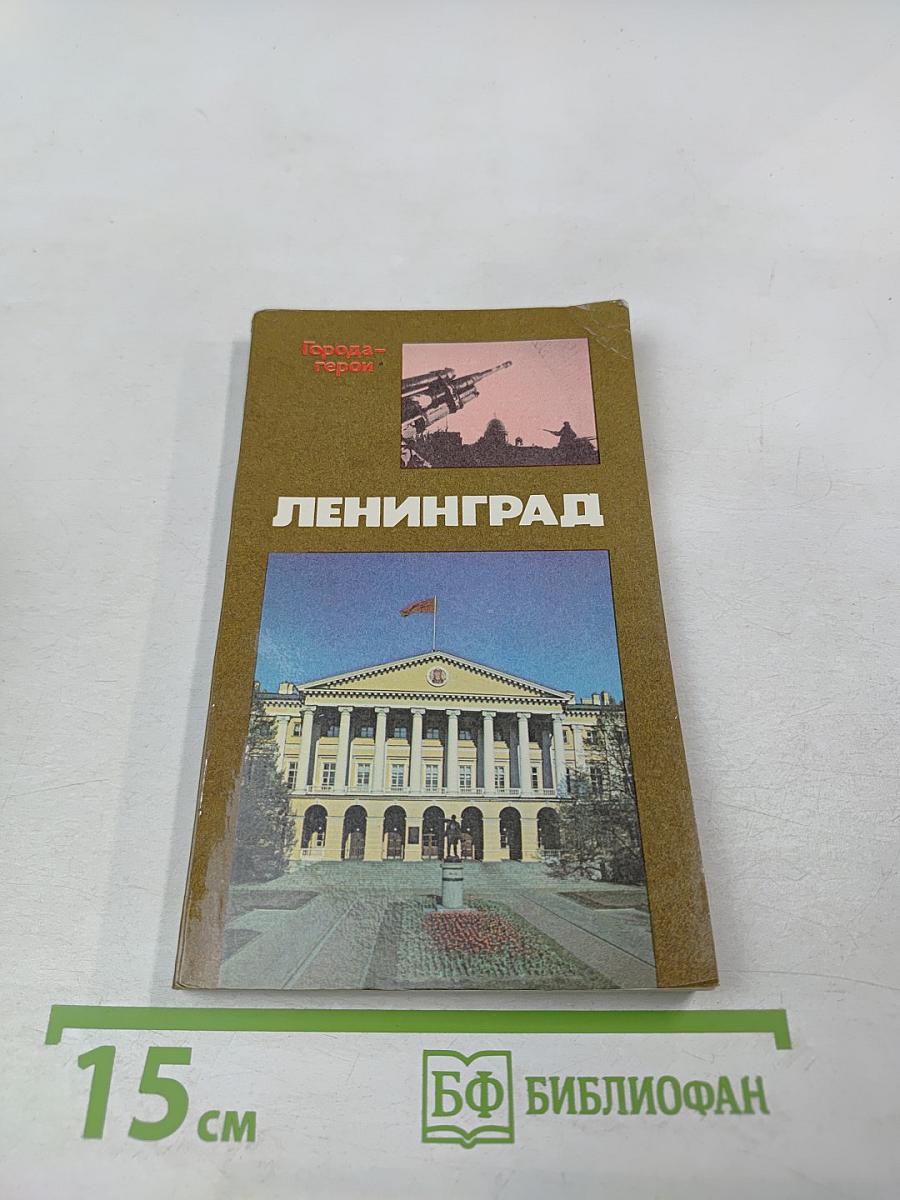 Города-
герои
ЛЕНИНГРАД
15 см
БФ БИБЛИОФАН